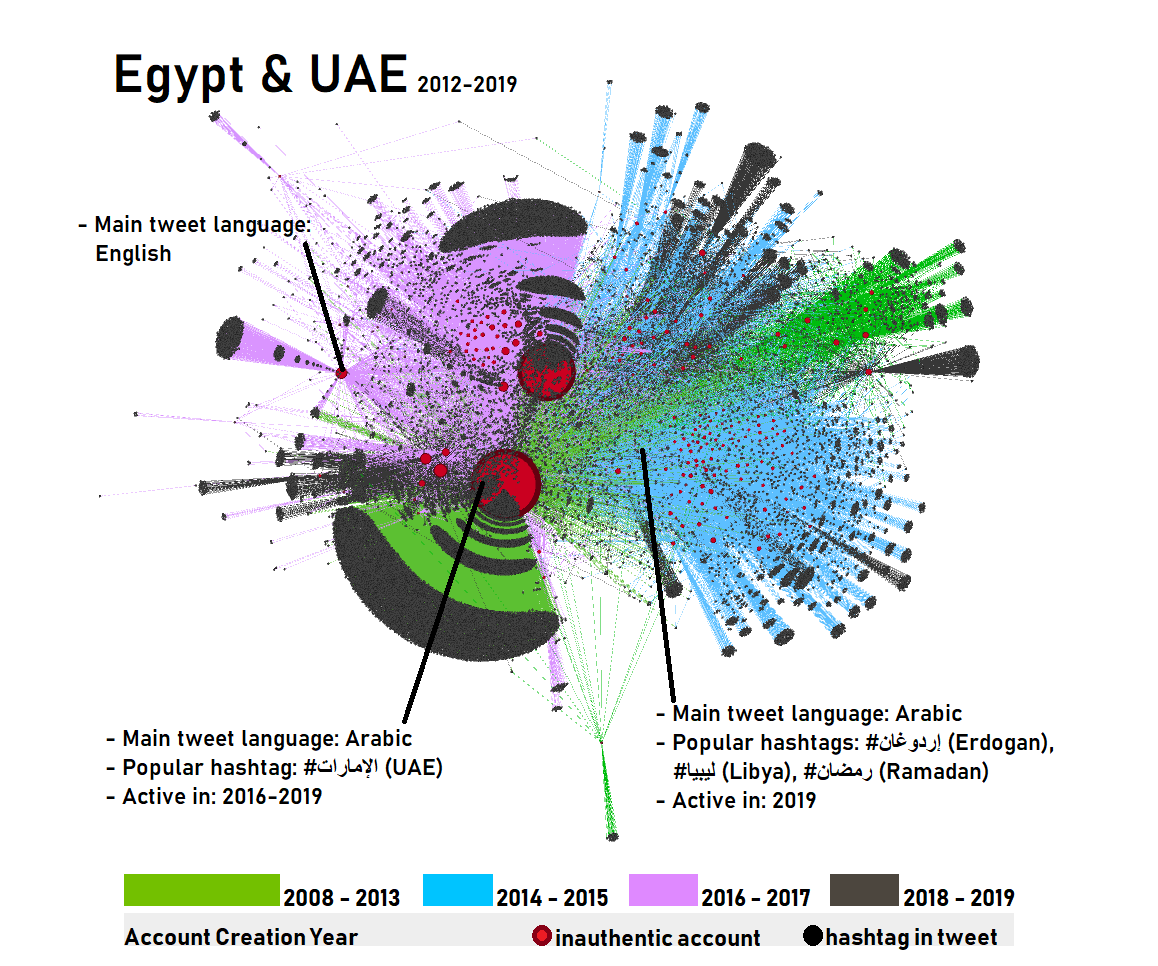 Egypt & UAE 2012-2019
- Main tweet language:
English
- Main tweet language: Arabic
- Popular hashtag: #الإمارات (UAE)
- Active in: 2016-2019
- Main tweet language: Arabic
- Popular hashtags: #إردوغان (Erdogan),
#ليبيا (Libya), #رمضان (Ramadan)
- Active in: 2019
2008 - 2013 2014 - 2015 2016 - 2017 2018 - 2019
Account Creation Year inauthentic account hashtag in tweet